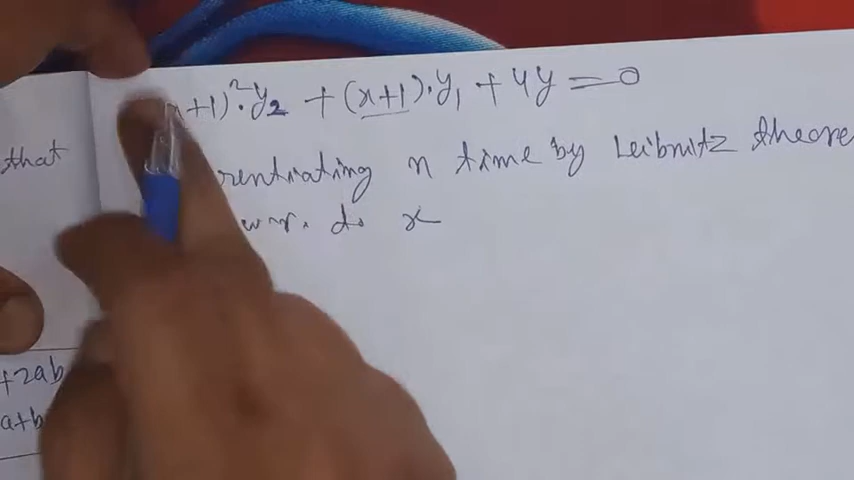 x+1)².y₂ + (x+1).y₁ + 4y = 0
that
rentiating n time by Leibnitz theore
w.r. to x
+2ab
a+b